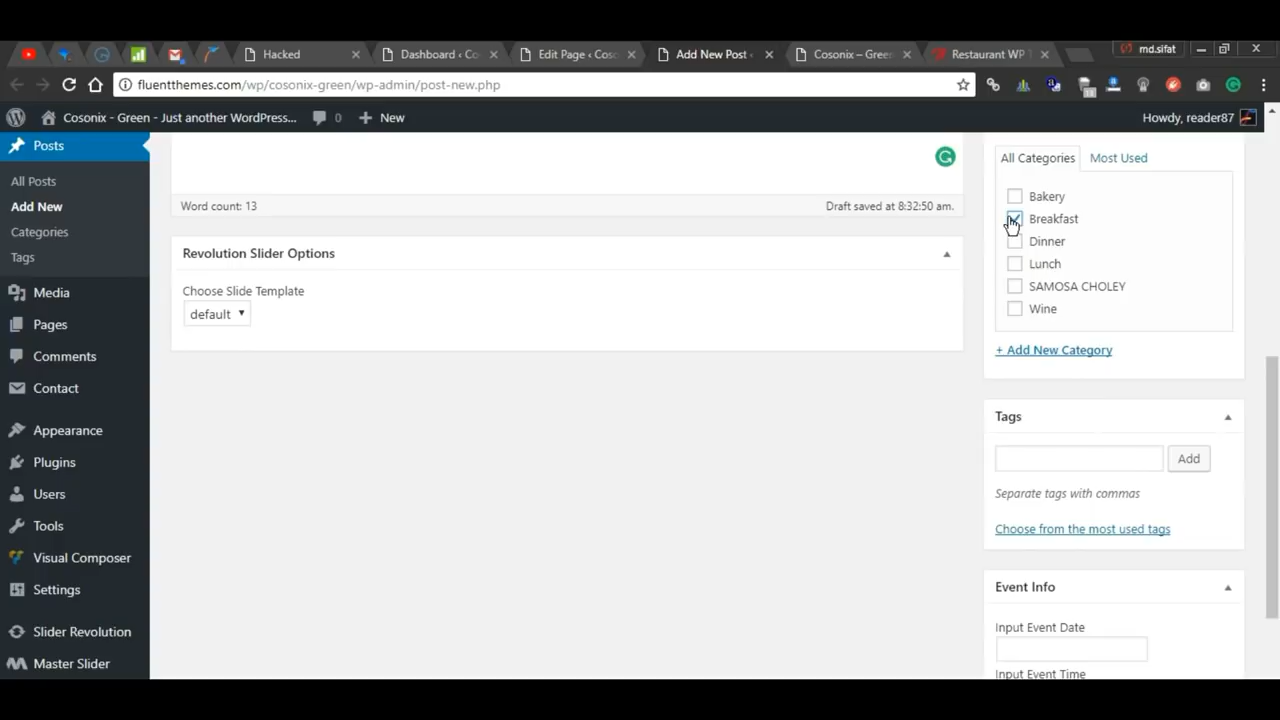 Hacked
Dashboard ‹ Co
Edit Page ‹ Cos
Add New Post ‹
Cosonix – Gree
Restaurant WP T
md.sifat
fluentthemes.com/wp/cosonix-green/wp-admin/post-new.php
Cosonix - Green - Just another WordPress...
0
New
Howdy, reader87
Posts
All Posts
Add New
Categories
Tags
Media
Pages
Comments
Contact
Appearance
Plugins
Users
Tools
Visual Composer
Settings
Slider Revolution
Master Slider
Word count: 13
Draft saved at 8:32:50 am.
Revolution Slider Options
Choose Slide Template
default
All Categories
Most Used
Bakery
Breakfast
Dinner
Lunch
SAMOSA CHOLEY
Wine
+ Add New Category
Tags
Add
Separate tags with commas
Choose from the most used tags
Event Info
Input Event Date
Input Event Time